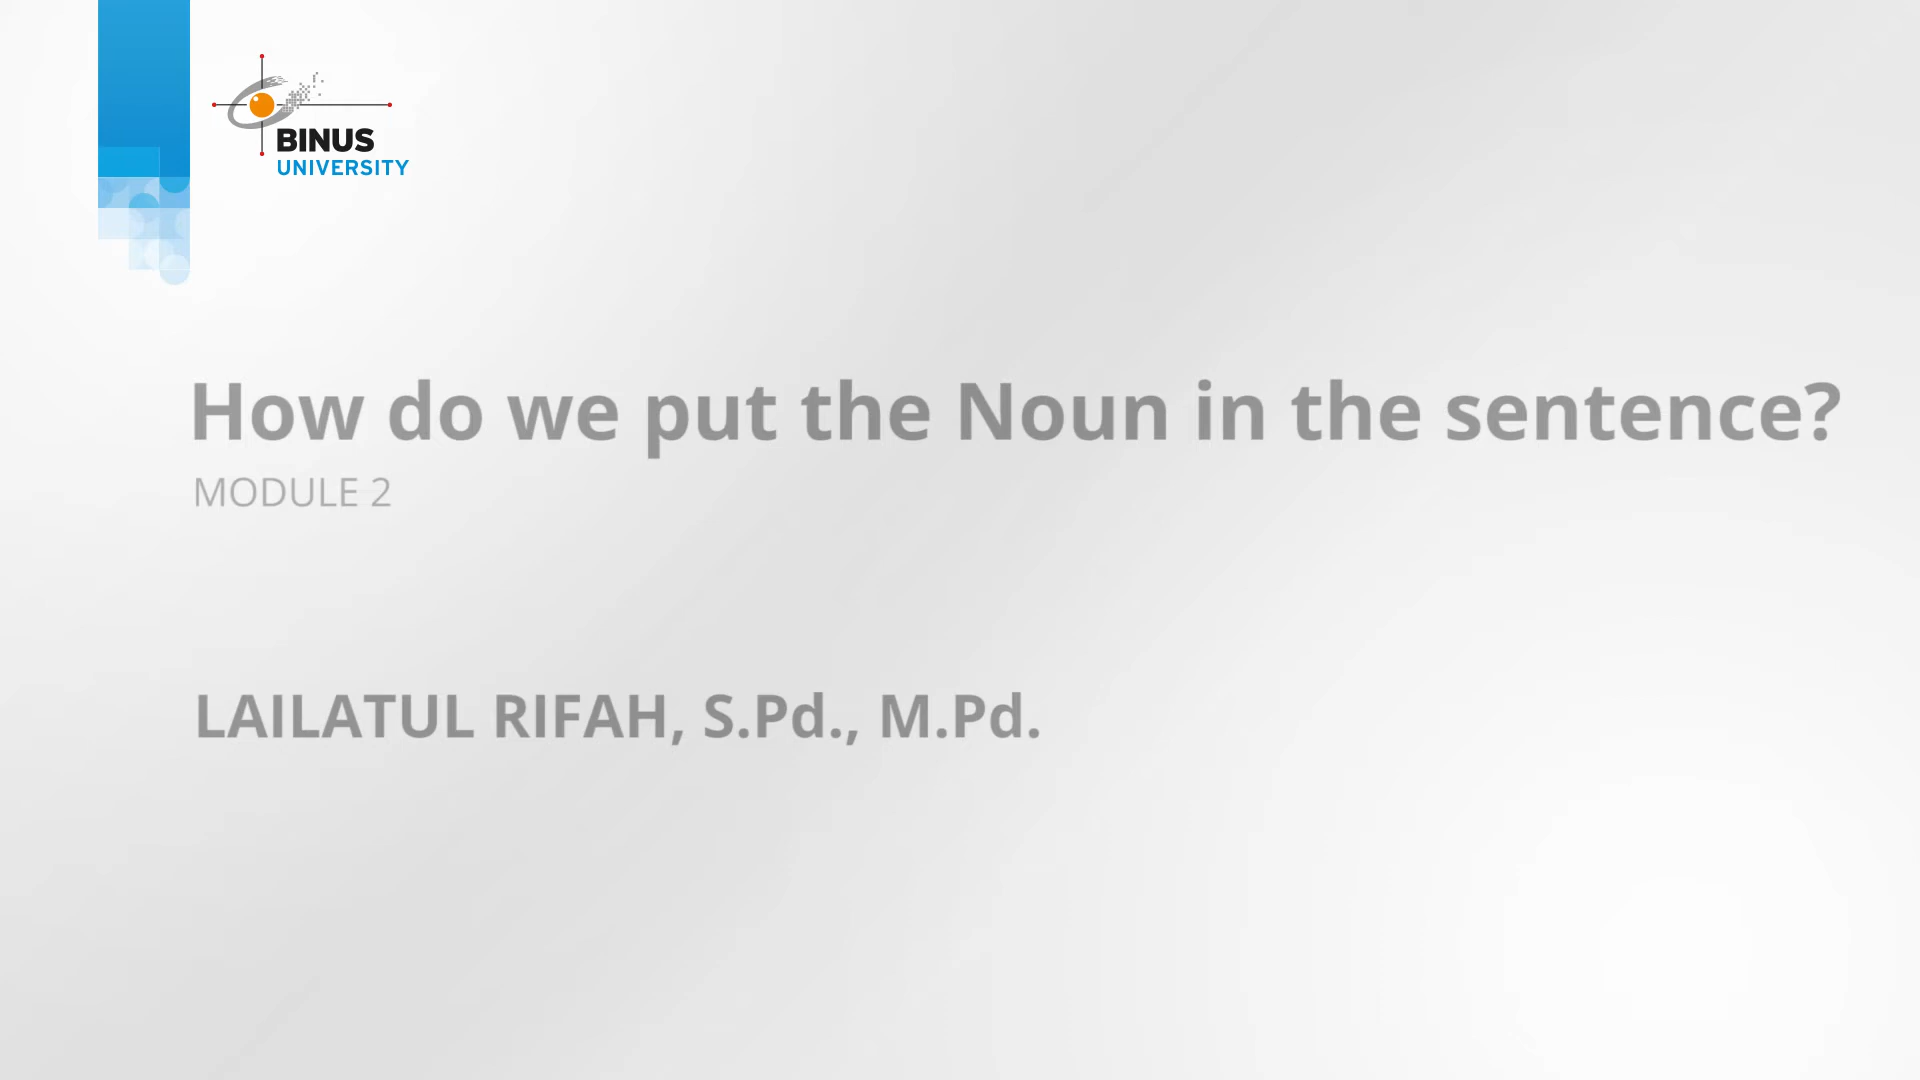 BINUS
UNIVERSITY
How do we put the Noun in the sentence?
MODULE 2
LAILATUL RIFAH, S.Pd., M.Pd.